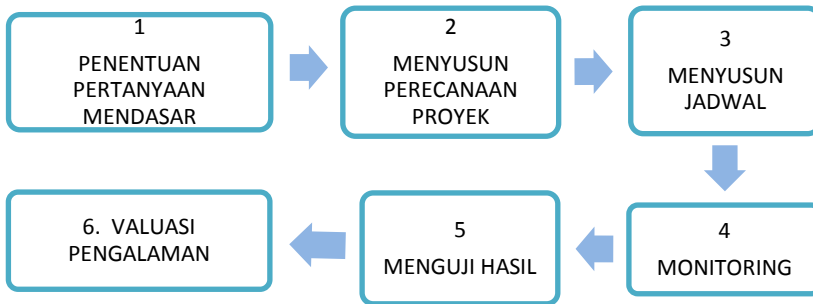 1
PENENTUAN
PERTANYAAN
MENDASAR
2
MENYUSUN
PERECANAAN
PROYEK
3
MENYUSUN
JADWAL
4
MONITORING
5
MENGUJI HASIL
6. VALUASI
PENGALAMAN